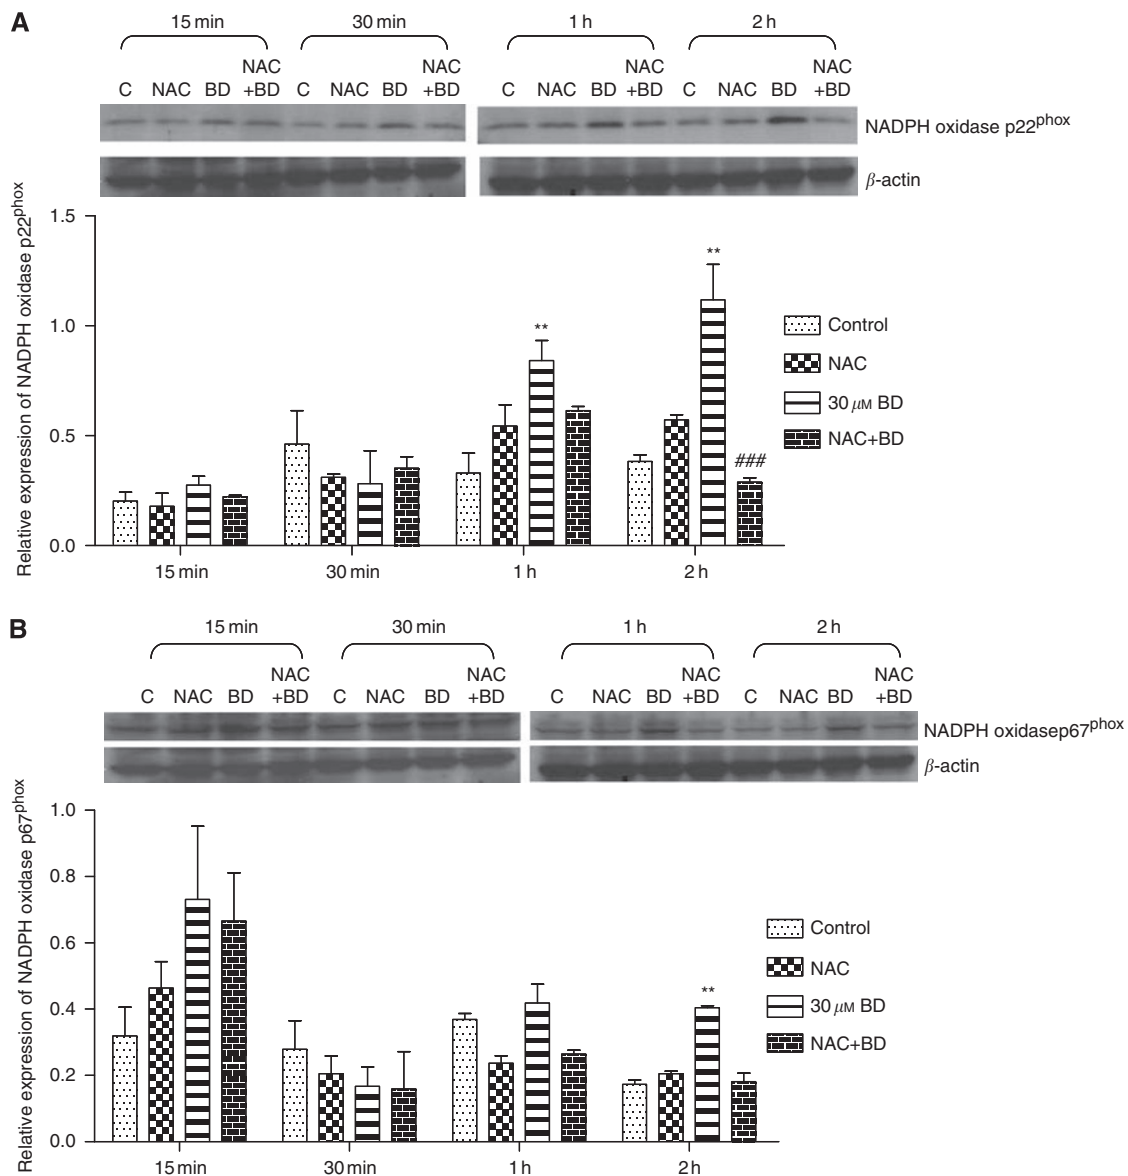 A
15 min 30 min 1 h 2 h
NAC NAC NAC NAC
C NAC BD +BD C NAC BD +BD C NAC BD +BD C NAC BD +BD
NADPH oxidase p22phox
β-actin
Relative expression of NADPH oxidase p22phox
1.5
**
**
1.0
Control
NAC
30 μM BD
0.5
NAC+BD
###
0.0
15 min 30 min 1 h 2 h
B
15 min 30 min 1 h 2 h
NAC NAC NAC NAC
C NAC BD +BD C NAC BD +BD C NAC BD +BD C NAC BD +BD
NADPH oxidasep67phox
β-actin
Relative expression of NADPH oxidase p67phox
1.0
0.8
Control
0.6
NAC
**
30 μM BD
0.4
NAC+BD
0.2
0.0
15 min 30 min 1 h 2 h